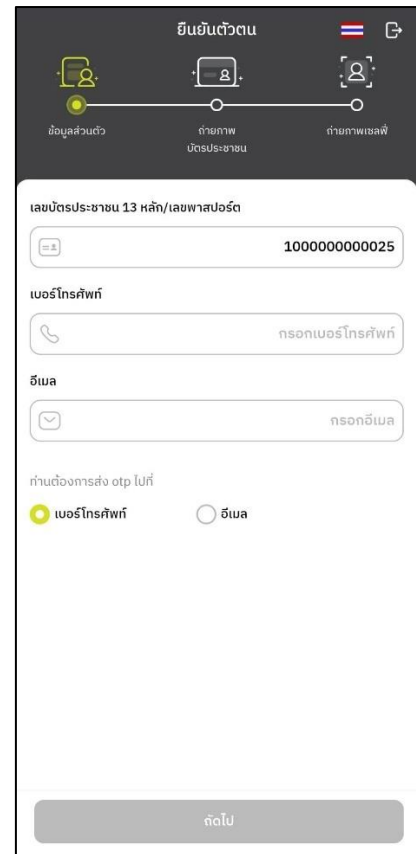 ยืนยันตัวตน
ข้อมูลส่วนตัว
ถ่ายภาพ
บัตรประชาชน
ถ่ายภาพเซลฟี่
เลขบัตรประชาชน 13 หลัก/เลขพาสปอร์ต
1000000000025
เบอร์โทรศัพท์
กรอกเบอร์โทรศัพท์
อีเมล
กรอกอีเมล
ท่านต้องการส่ง otp ไปที่
เบอร์โทรศัพท์ อีเมล
ถัดไป